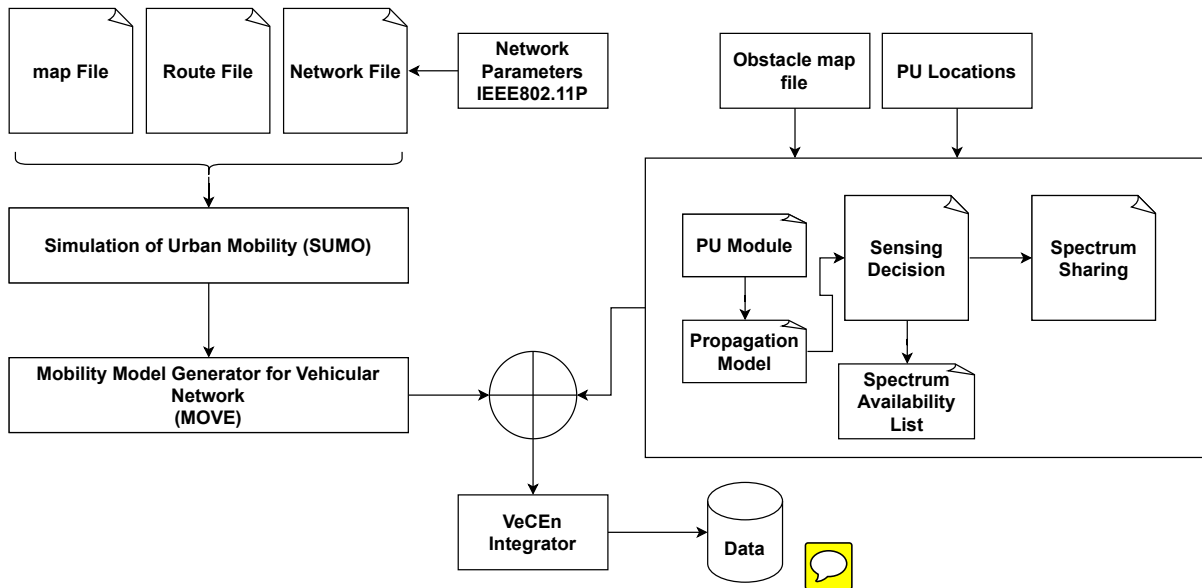 map File
Route File
Network File
Network
Parameters
IEEE802.11P
Obstacle map
file
PU Locations
Simulation of Urban Mobility (SUMO)
Mobility Model Generator for Vehicular
Network
(MOVE)
PU Module
Propagation
Model
Sensing
Decision
Spectrum
Sharing
Spectrum
Availability
List
VeCEn
Integrator
Data